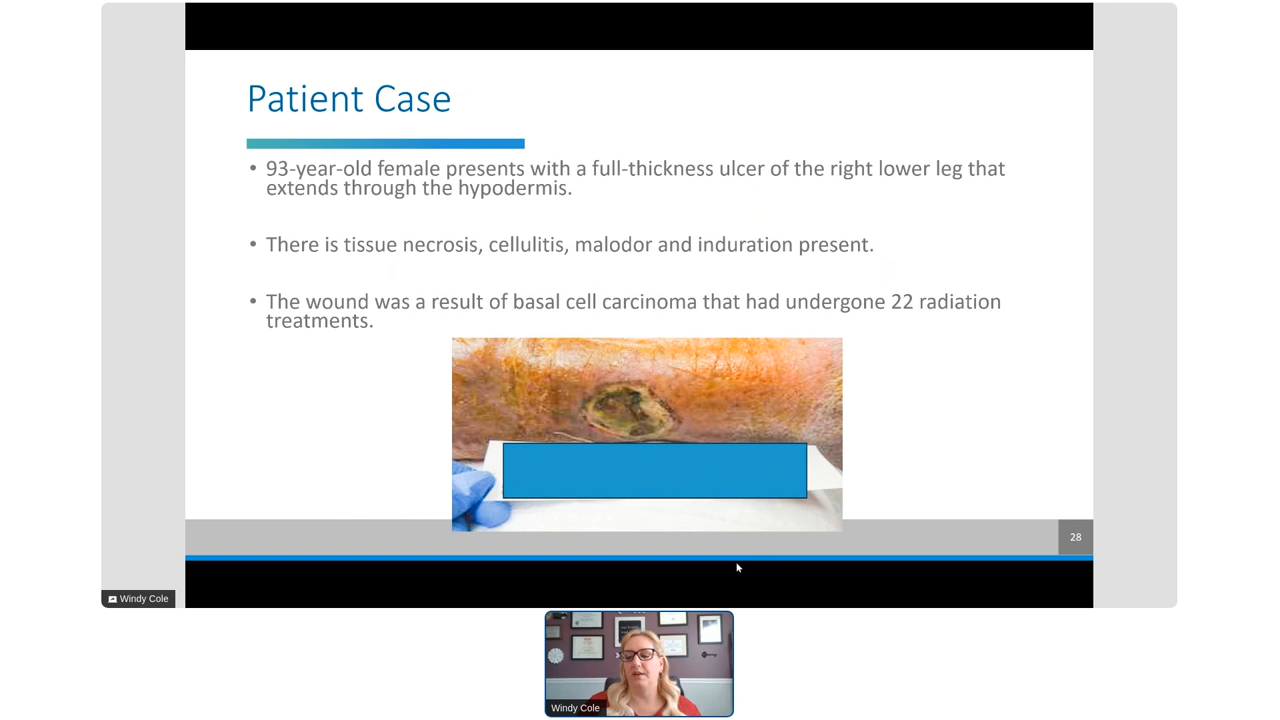 Patient Case
• 93-year-old female presents with a full-thickness ulcer of the right lower leg that
extends through the hypodermis.
• There is tissue necrosis, cellulitis, malodor and induration present.
• The wound was a result of basal cell carcinoma that had undergone 22 radiation
treatments.
28
Windy Cole
Windy Cole